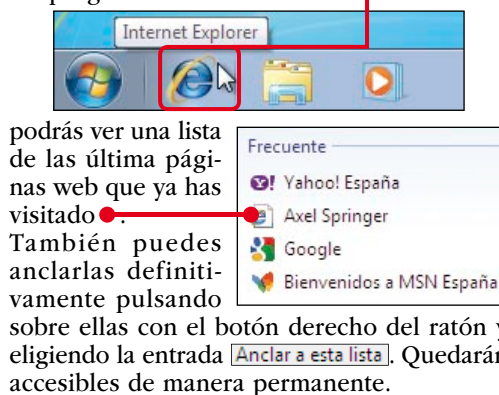 Internet Explorer
podrás ver una lista
de las última pági-
nas web que ya has
visitado .
También puedes
anclarlas definiti-
vamente pulsando
Frecuente
Yahoo! España
Axel Springer
Google
Bienvenidos a MSN España
sobre ellas con el botón derecho del ratón y
eligiendo la entrada Anclar a esta lista. Quedarán
accesibles de manera permanente.